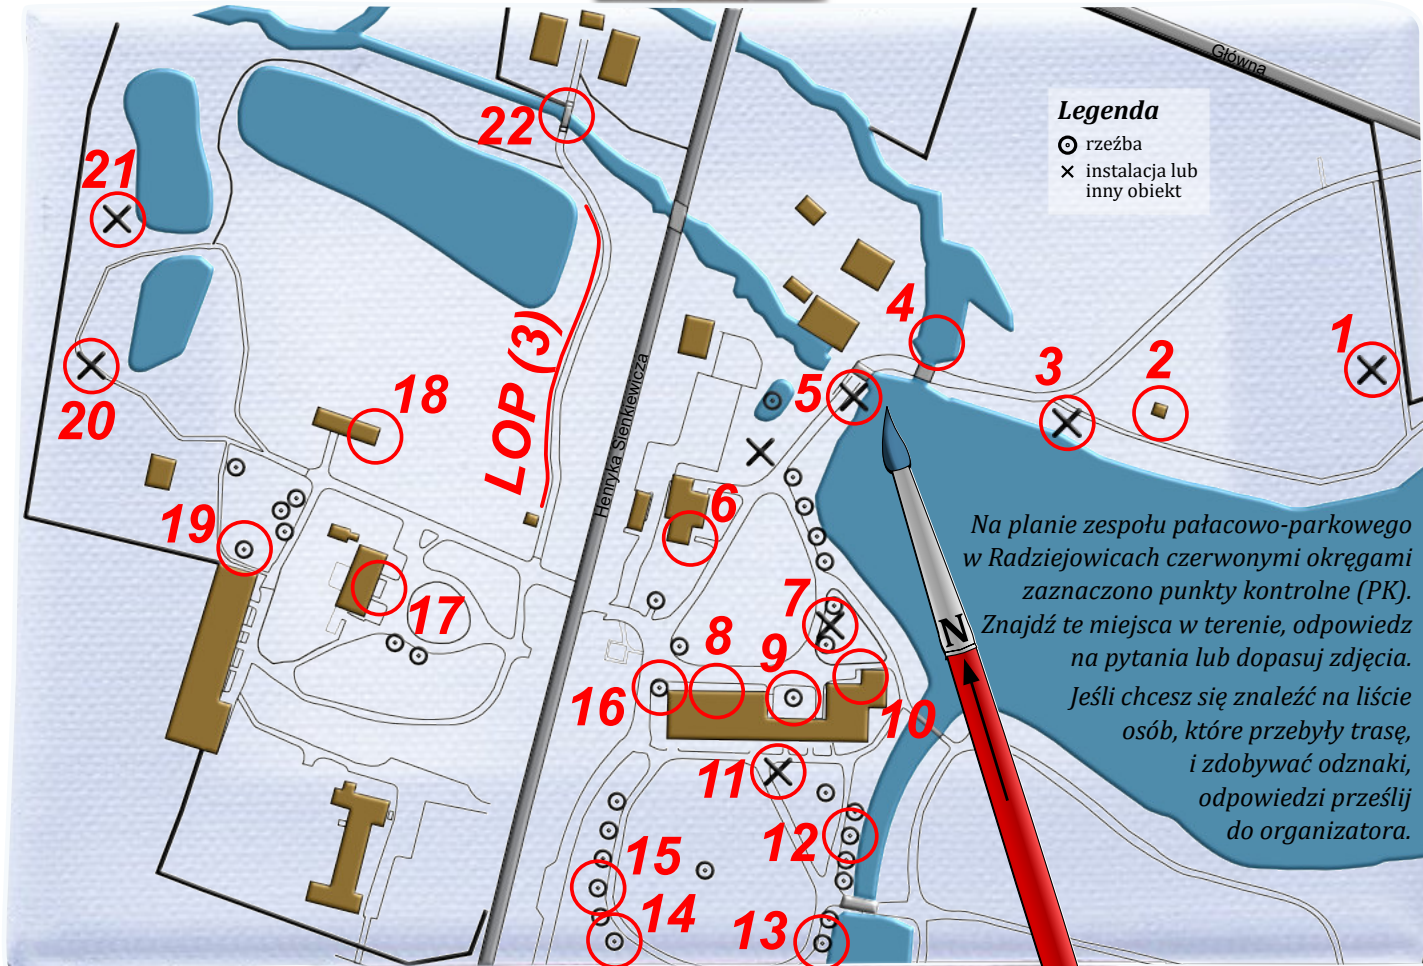 Główna
Legenda
rzeźba
instalacja lub
inny obiekt
22
21
4
1
2
3
5
LOP (3)
Henryka Sienkiewicza
18
20
6
19
Na planie zespołu pałacowo-parkowego
w Radziejowicach czerwonymi okręgami
zaznaczono punkty kontrolne (PK).
Znajdź te miejsca w terenie, odpowiedz
na pytania lub dopasuj zdjęcia.
Jeśli chcesz się znaleźć na liście
osób, które przebyły trasę,
i zdobywać odznaki,
odpowiedzi prześlij
do organizatora.
N
7
17
8
9
16
10
11
12
15
14
13